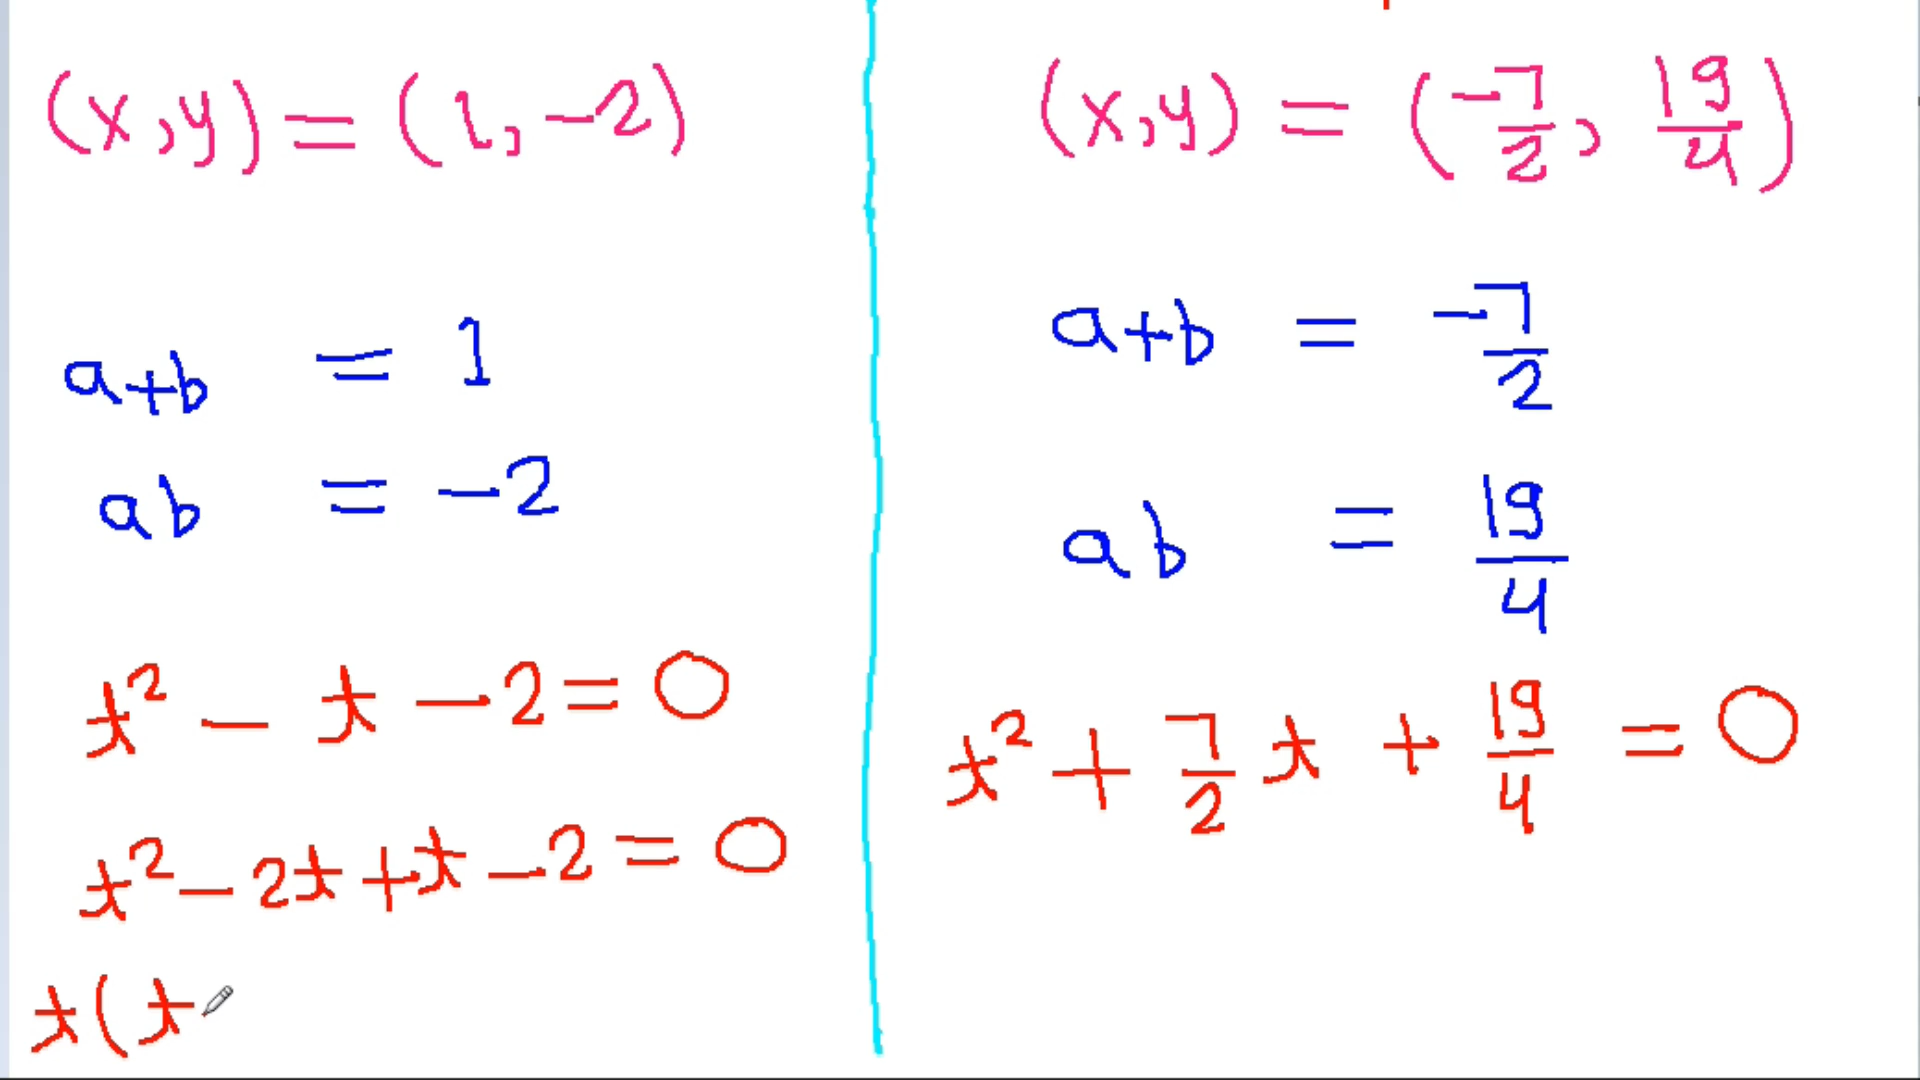 (x,y) = (1, -2)
a+b = 1
ab = -2
t² - t - 2 = 0
t² - 2t + t - 2 = 0
t(t
(x,y) = (-7/2, 19/4)
a+b = -7/2
ab = 19/4
t² + 7/2 t + 19/4 = 0